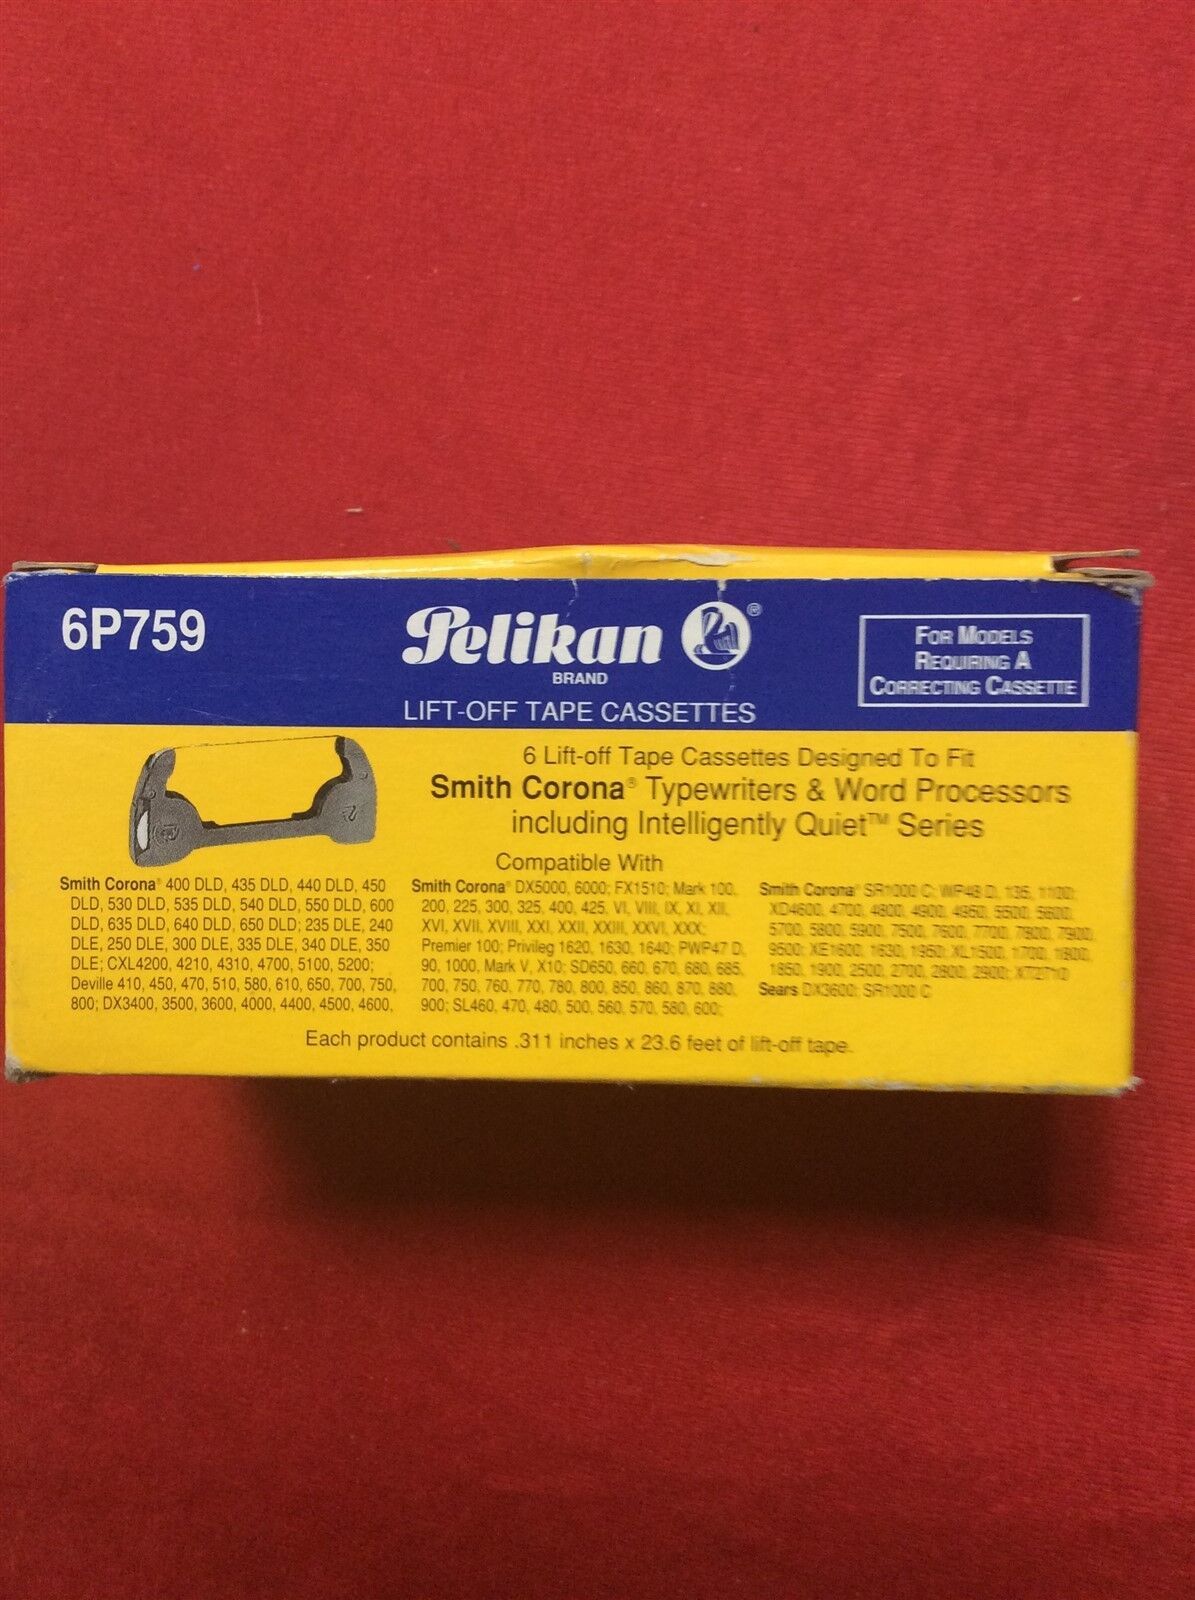 6P759
Pelikan ®
BRAND
LIFT-OFF TAPE CASSETTES
FOR MODELS
REQUIRING A
CORRECTING CASSETTE
6 Lift-off Tape Cassettes Designed To Fit
Smith Corona® Typewriters & Word Processors
including Intelligently Quiet™ Series
Compatible With
Smith Corona® 400 DLD, 435 DLD, 440 DLD, 450
DLD, 530 DLD, 535 DLD, 540 DLD, 550 DLD, 600
DLD, 635 DLD, 640 DLD, 650 DLD; 235 DLE, 240
DLE, 250 DLE, 300 DLE, 335 DLE, 340 DLE, 350
DLE; CXL4200, 4210, 4310, 4700, 5100, 5200;
Deville 410, 450, 470, 510, 580, 610, 650, 700, 750,
800; DX3400, 3500, 3600, 4000, 4400, 4500, 4600,
Smith Corona® DX5000, 6000; FX1510; Mark 100,
200, 225, 300, 325, 400, 425, VI, VIII, IX, XI, XII,
XVI, XVII, XVIII, XXI, XXII, XXIII, XXVI, XXX;
Premier 100; Privileg 1620, 1630, 1640; PWP47 D,
90, 1000, Mark V, X10; SD650, 660, 670, 680, 685,
700, 750, 760, 770, 780, 800, 850, 860, 870, 880,
900; SL460, 470, 480, 500, 560, 570, 580, 600;
Smith Corona® SR1000 C; WP48 D, 135, 1100;
XD4600, 4700, 4800, 4900, 4950, 5500, 5600,
5700, 5800, 5900, 7500, 7600, 7700, 7800, 7900,
9500; XE1600, 1630, 1950; XL1500, 1700, 1800,
1850, 1900, 2500, 2700, 2800, 2900; XT2710
Sears DX3600; SR1000 C
Each product contains .311 inches x 23.6 feet of lift-off tape.